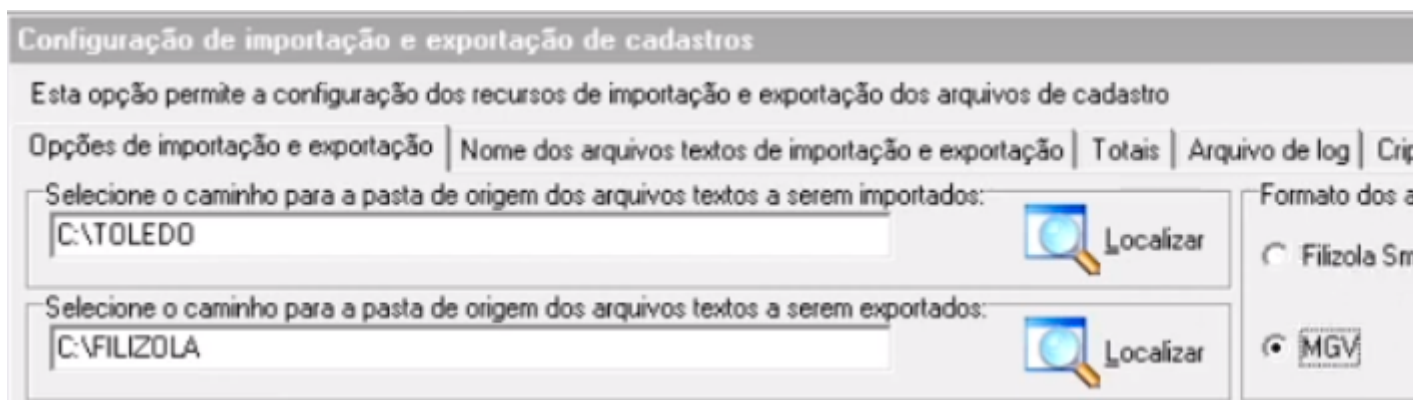 Configuração de importação e exportação de cadastros
Esta opção permite a configuração dos recursos de importação e exportação dos arquivos de cadastro
Opções de importação e exportação Nome dos arquivos textos de importação e exportação Totais Arquivo de log
Selecione o caminho para a pasta de origem dos arquivos textos a serem importados: Formato dos
C:\TOLEDO Localizar
Filizola
Selecione o caminho para a pasta de origem dos arquivos textos a serem exportados:
C:\FILIZOLA Localizar
MGV